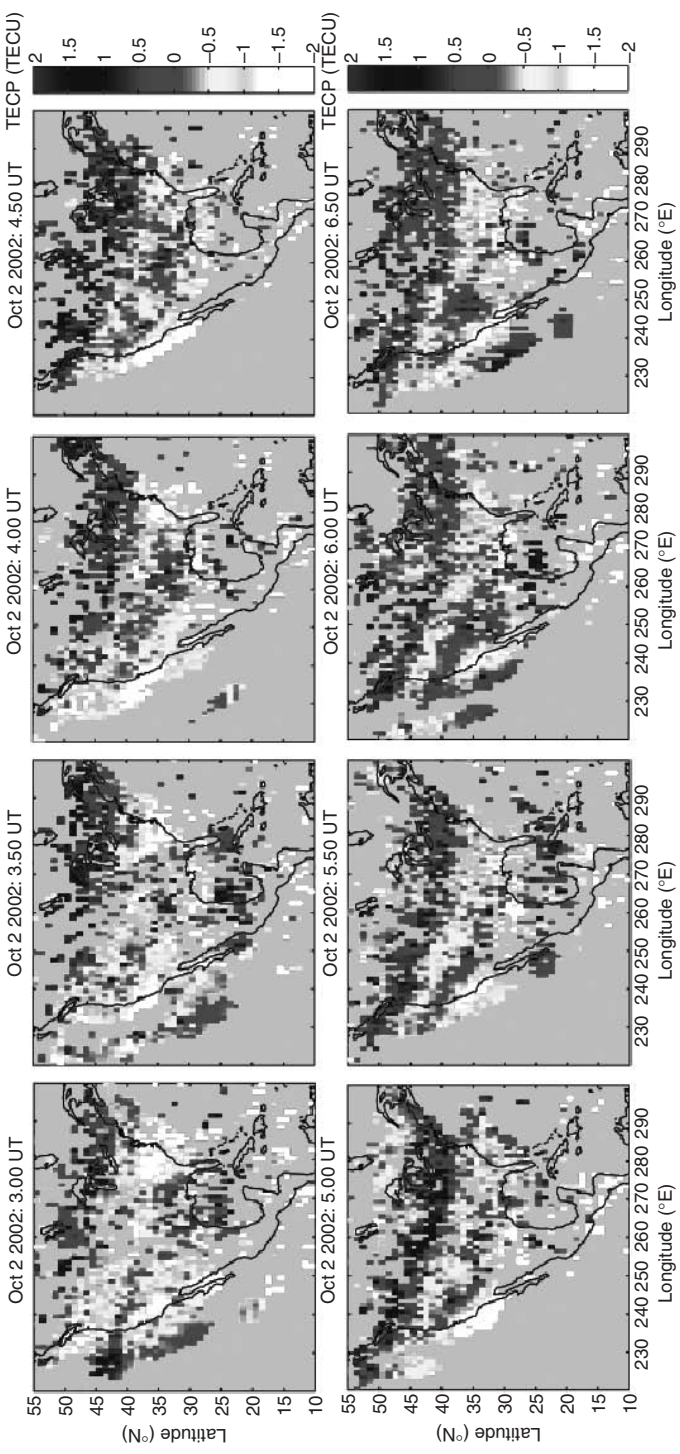 Oct 2 2002: 3.00 UT
Oct 2 2002: 3.50 UT
Oct 2 2002: 4.00 UT
Oct 2 2002: 4.50 UT
TECP (TECU)
55
50
45
40
35
30
25
20
15
10
Latitude (°N)
2
1.5
1
0.5
0
−0.5
−1
−1.5
−2
Oct 2 2002: 5.00 UT
Oct 2 2002: 5.50 UT
Oct 2 2002: 6.00 UT
Oct 2 2002: 6.50 UT
TECP (TECU)
55
50
45
40
35
30
25
20
15
10
Latitude (°N)
2
1.5
1
0.5
0
−0.5
−1
−1.5
−2
230 240 250 260 270 280 290
230 240 250 260 270 280 290
230 240 250 260 270 280 290
230 240 250 260 270 280 290
Longitude (°E)
Longitude (°E)
Longitude (°E)
Longitude (°E)